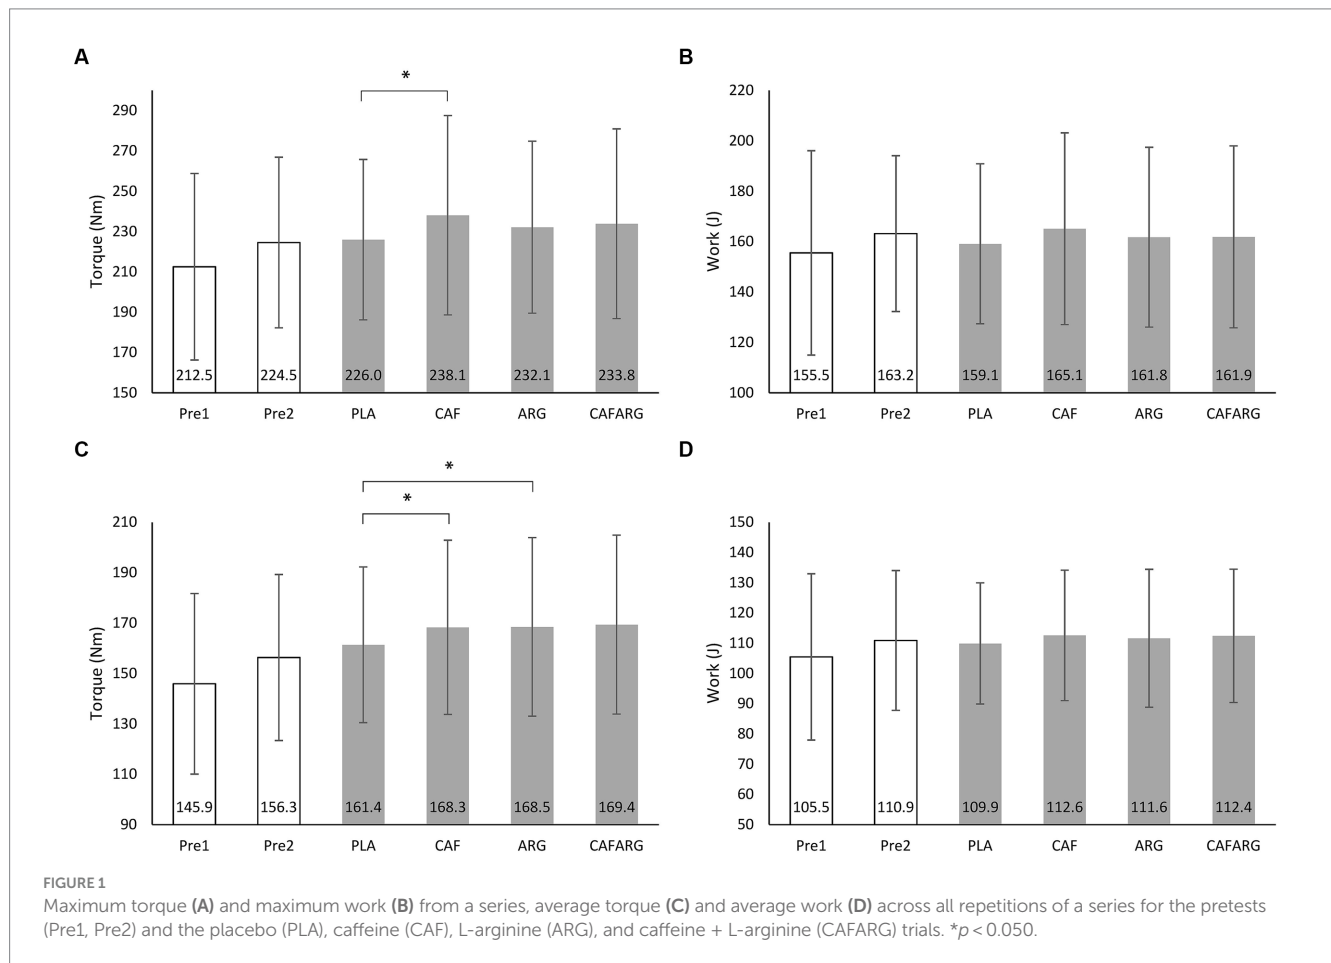 A
*
290
270
250
230
210
190
170
150
Torque (Nm)
212.5 224.5 226.0 238.1 232.1 233.8
Pre1 Pre2 PLA CAF ARG CAFARG
B
220
200
180
160
140
120
100
Work (J)
155.5 163.2 159.1 165.1 161.8 161.9
Pre1 Pre2 PLA CAF ARG CAFARG
C
*
*
210
190
170
150
130
110
90
Torque (Nm)
145.9 156.3 161.4 168.3 168.5 169.4
Pre1 Pre2 PLA CAF ARG CAFARG
D
150
140
130
120
110
100
90
80
70
60
50
Work (J)
105.5 110.9 109.9 112.6 111.6 112.4
Pre1 Pre2 PLA CAF ARG CAFARG
FIGURE 1
Maximum torque (A) and maximum work (B) from a series, average torque (C) and average work (D) across all repetitions of a series for the pretests
(Pre1, Pre2) and the placebo (PLA), caffeine (CAF), L-arginine (ARG), and caffeine + L-arginine (CAFARG) trials. *p < 0.050.